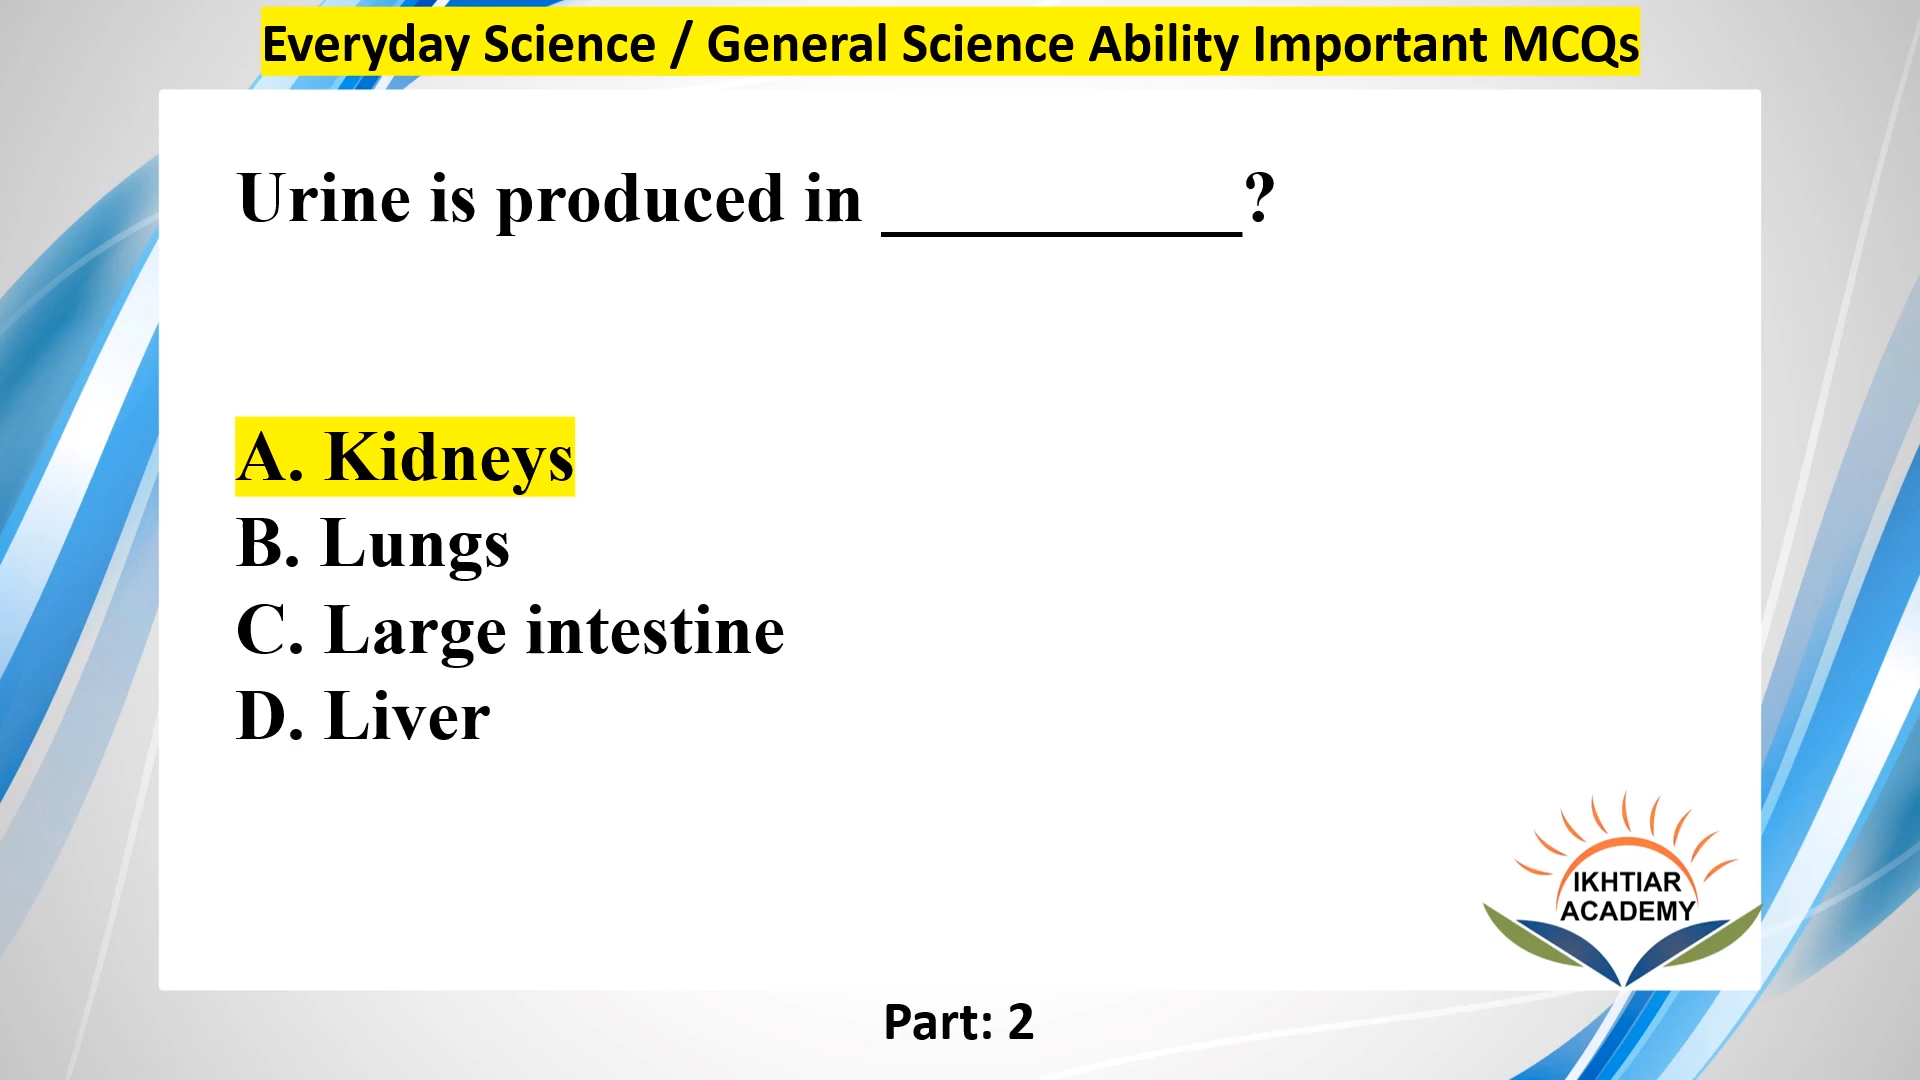 Everyday Science / General Science Ability Important MCQs
Urine is produced in ___________?
A. Kidneys
B. Lungs
C. Large intestine
D. Liver
IKHTIAR
ACADEMY
Part: 2